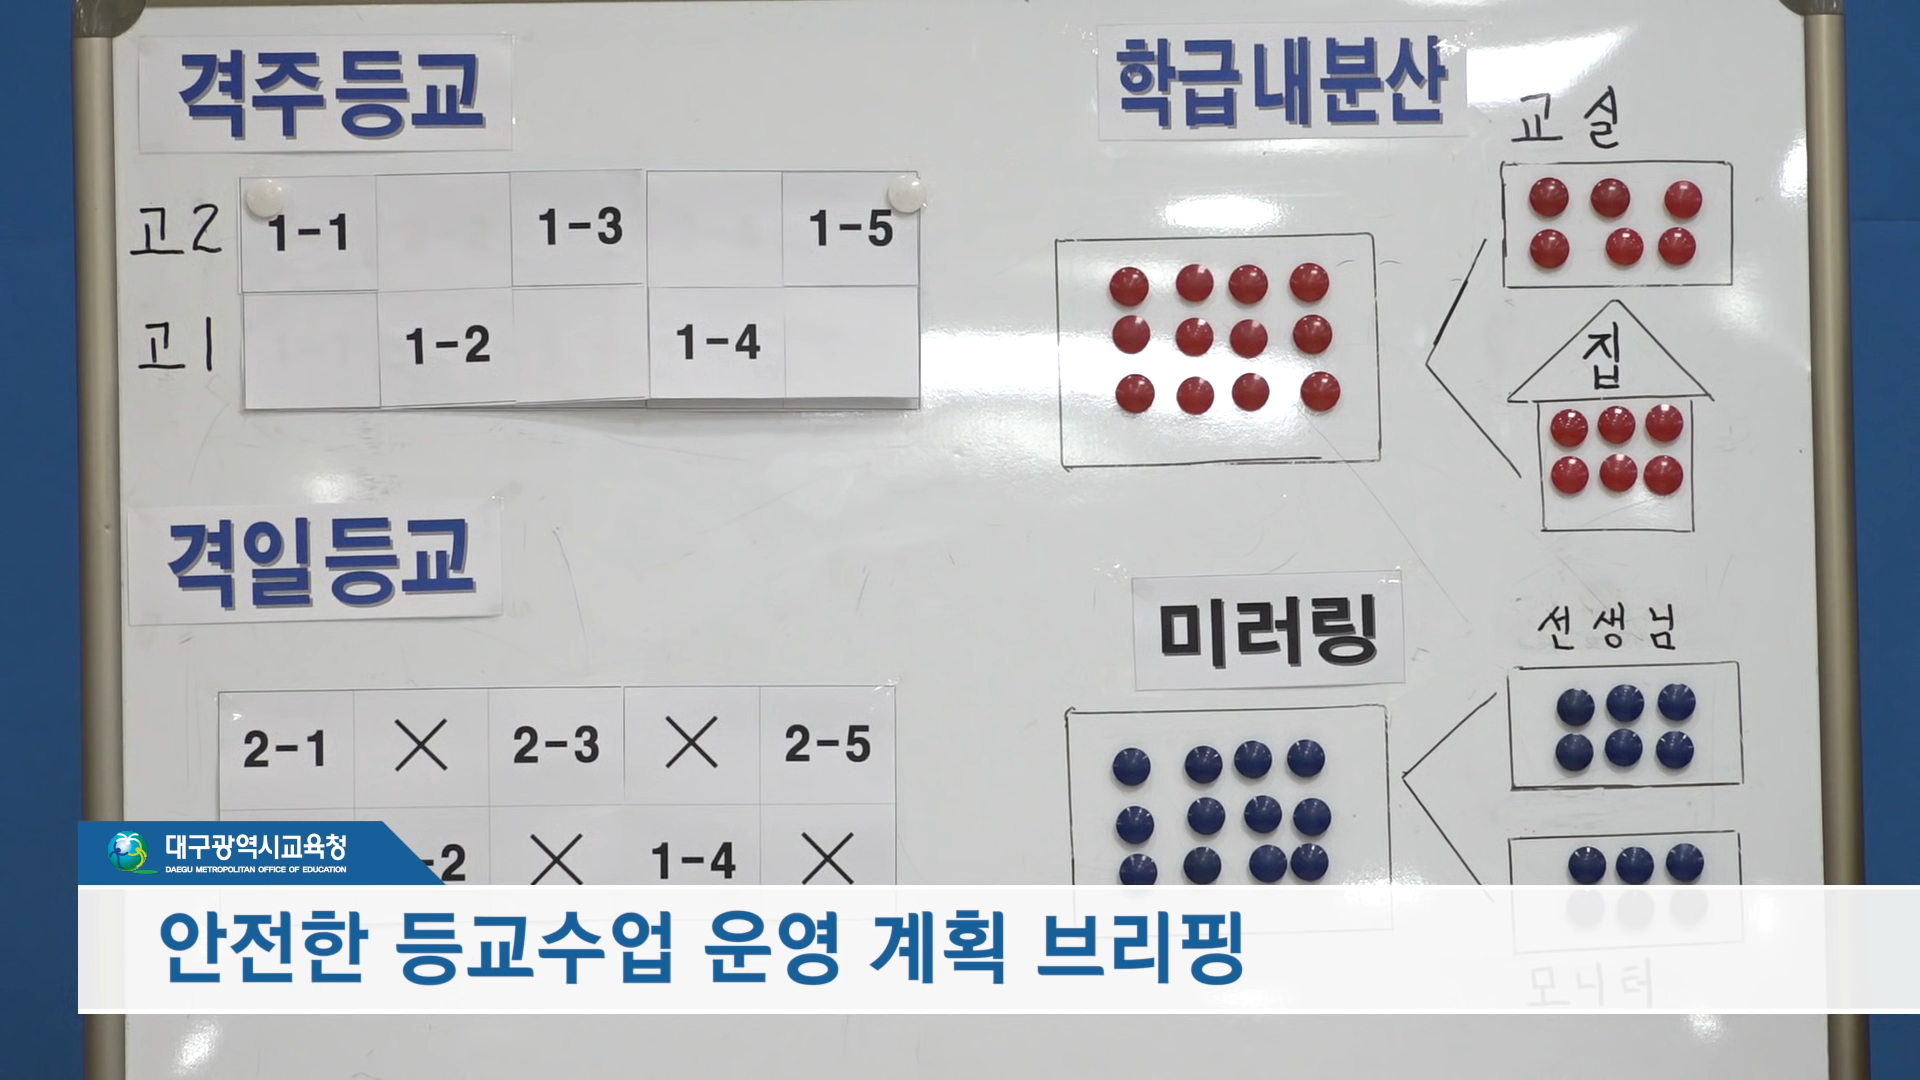 격주등교
고2 1-1 1-3 1-5
고1 1-2 1-4
격일등교
2-1 × 2-3 × 2-5
-2 × 1-4 ×
학급내분산
교실
집
미러링
선생님
모니터
대구광역시교육청
DAEGU METROPOLITAN OFFICE OF EDUCATION
안전한 등교수업 운영 계획 브리핑